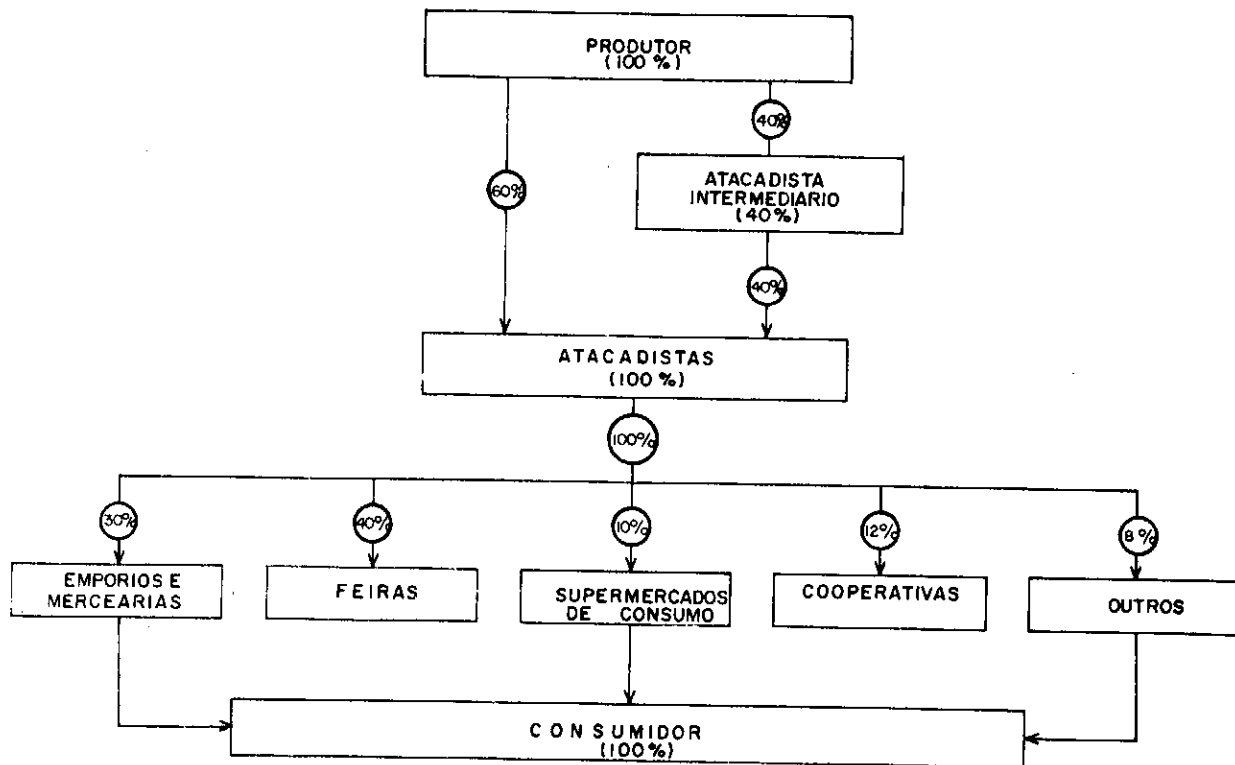 PRODUTOR
(100%)
40%
60%
ATACADISTA
INTERMEDIARIO
(40%)
40%
ATACADISTAS
(100%)
100%
30%
40%
10%
12%
8%
EMPORIOS E
MERCEARIAS
FEIRAS
SUPERMERCADOS
DE CONSUMO
COOPERATIVAS
OUTROS
CONSUMIDOR
(100%)